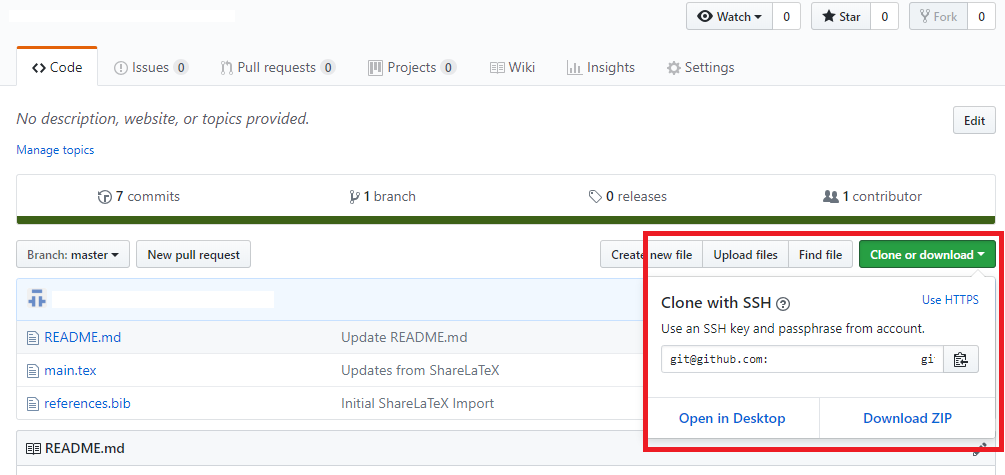 Watch 0 Star 0 Fork 0
Code Issues 0 Pull requests 0 Projects 0 Wiki Insights Settings
No description, website, or topics provided. Edit
Manage topics
7 commits 1 branch 0 releases 1 contributor
Branch: master New pull request Create new file Upload files Find file Clone or download
Clone with SSH Use HTTPS
Use an SSH key and passphrase from account.
git@github.com: gi
Open in Desktop Download ZIP
README.md Update README.md
main.tex Updates from ShareLaTeX
references.bib Initial ShareLaTeX Import
README.md